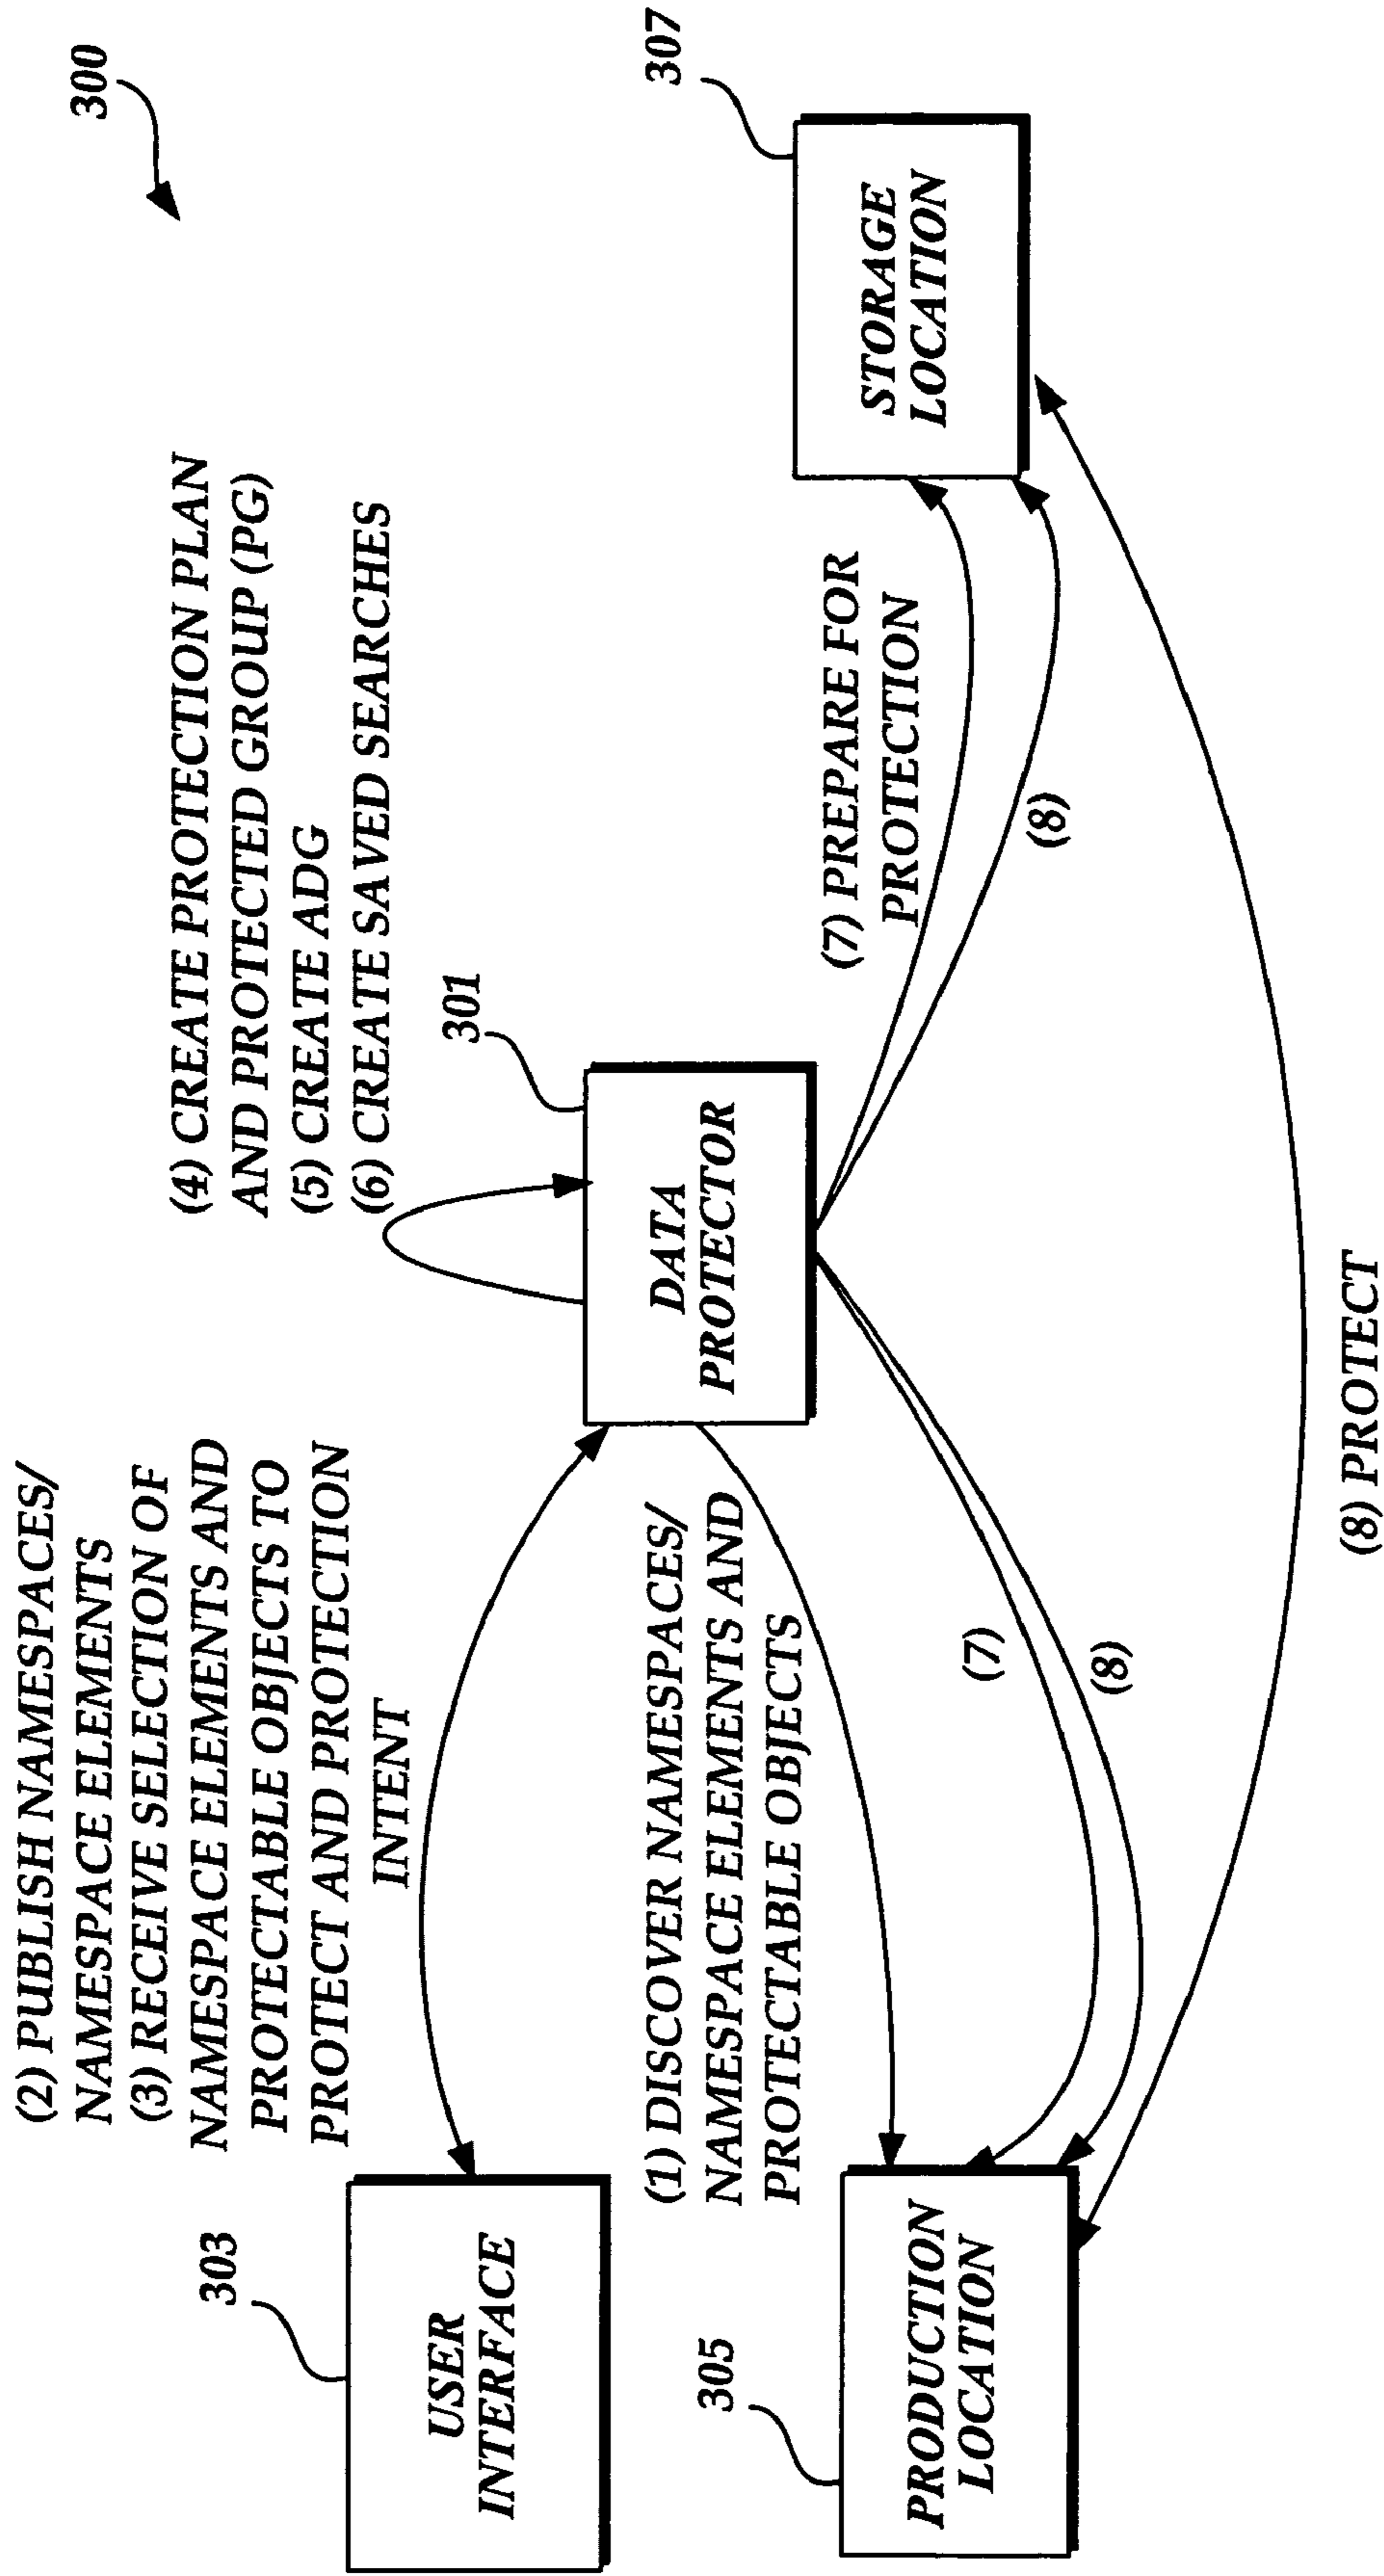 300
(2) PUBLISH NAMESPACES/
NAMESPACE ELEMENTS
(3) RECEIVE SELECTION OF
NAMESPACE ELEMENTS AND
PROTECTABLE OBJECTS TO
PROTECT AND PROTECTION
INTENT
(4) CREATE PROTECTION PLAN
AND PROTECTED GROUP (PG)
(5) CREATE ADG
(6) CREATE SAVED SEARCHES
303
USER
INTERFACE
301
DATA
PROTECTOR
(1) DISCOVER NAMESPACES/
NAMESPACE ELEMENTS AND
PROTECTABLE OBJECTS
305
PRODUCTION
LOCATION
(7)
(8)
(7) PREPARE FOR
PROTECTION
(8)
307
STORAGE
LOCATION
(8) PROTECT